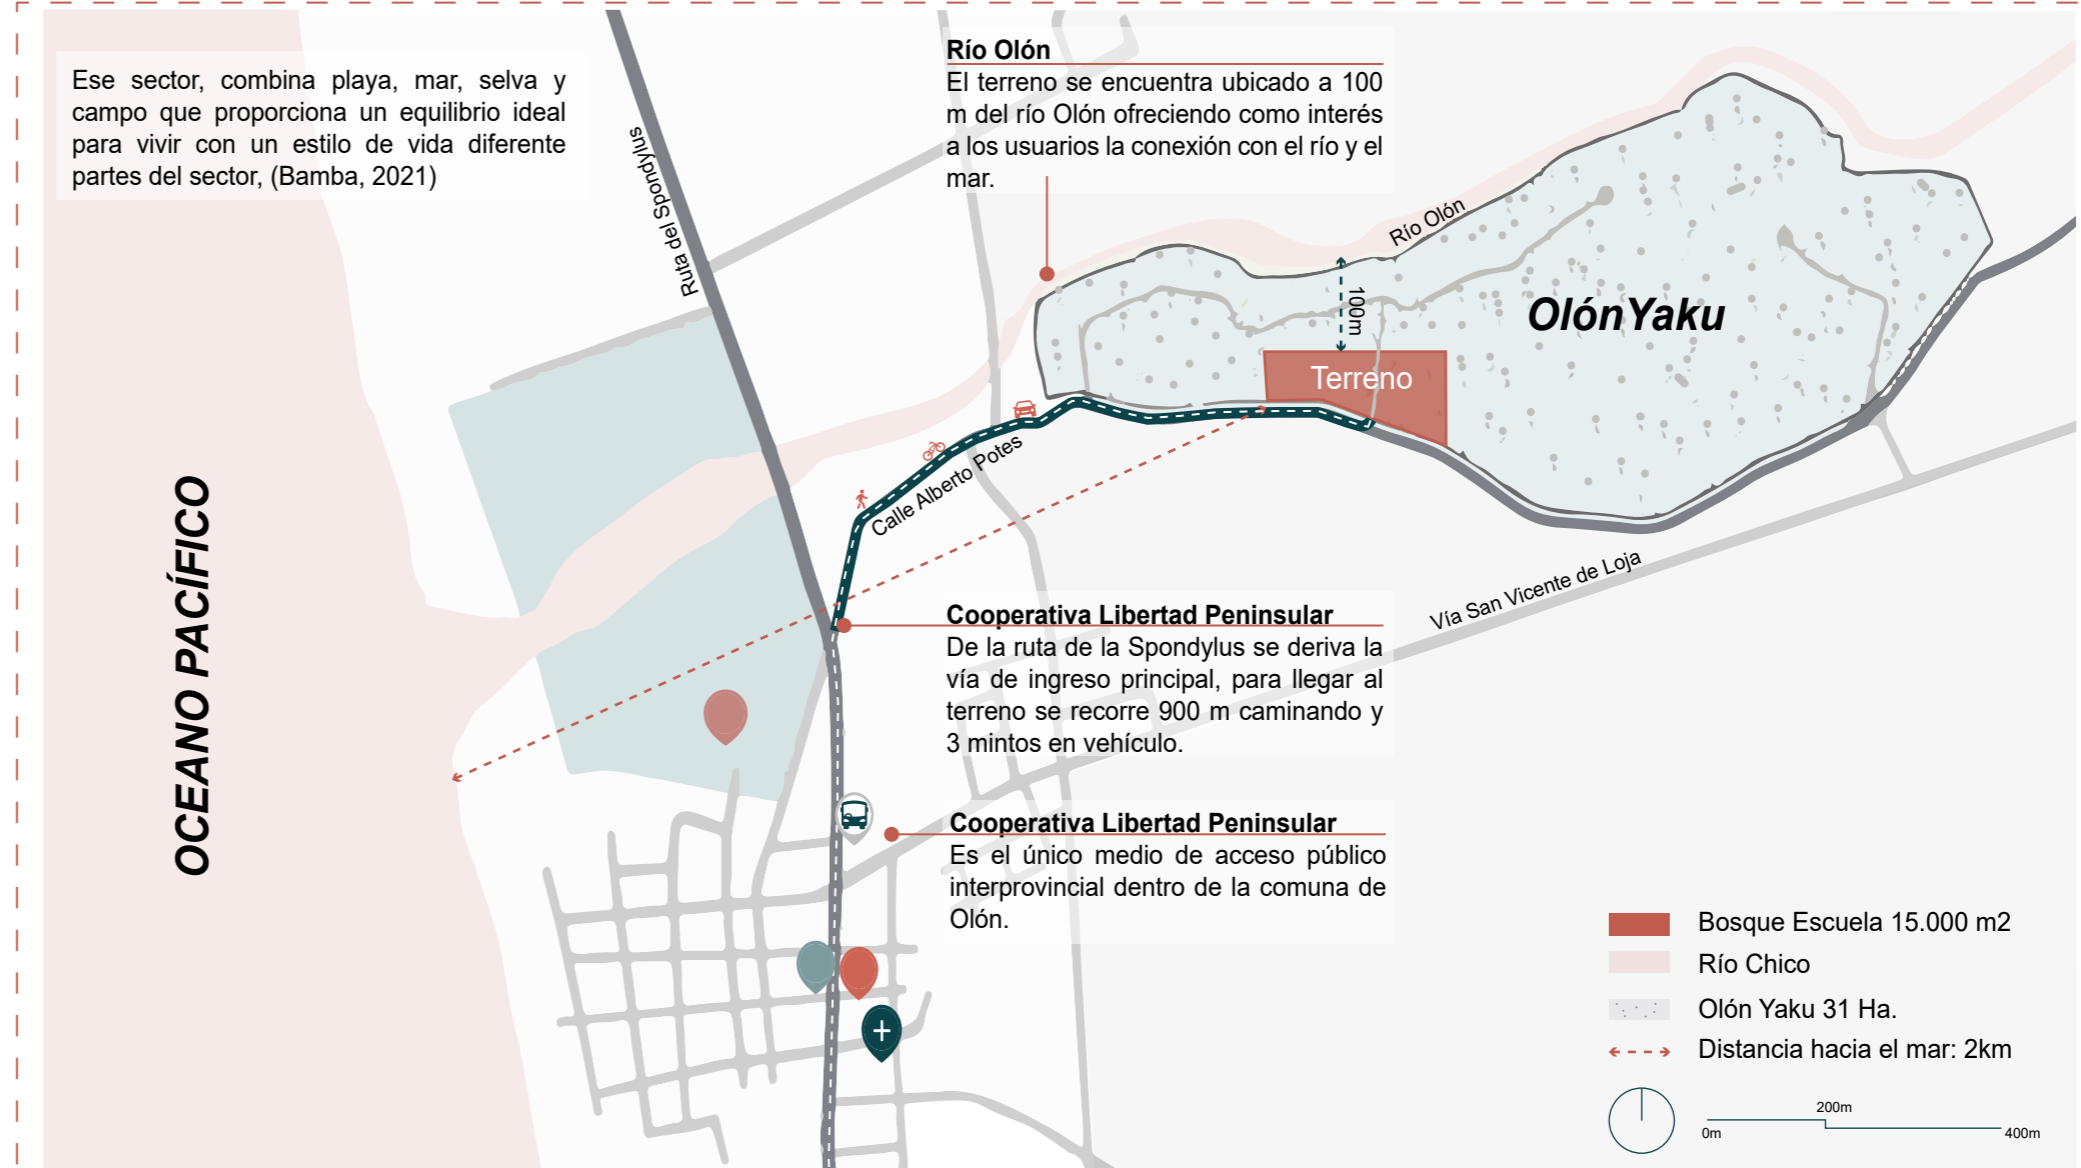 Ese sector, combina playa, mar, selva y
campo que proporciona un equilibrio ideal
para vivir con un estilo de vida diferente
partes del sector, (Bamba, 2021)
Ruta del Spondylus
Río Olón
El terreno se encuentra ubicado a 100
m del río Olón ofreciendo como interés
a los usuarios la conexión con el río y el
mar.
Río Olón
100m
OlónYaku
Terreno
Calle Alberto Potes
OCEANO PACÍFICO
Vía San Vicente de Loja
Cooperativa Libertad Peninsular
De la ruta de la Spondylus se deriva la
vía de ingreso principal, para llegar al
terreno se recorre 900 m caminando y
3 mintos en vehículo.
Cooperativa Libertad Peninsular
Es el único medio de acceso público
interprovincial dentro de la comuna de
Olón.
Bosque Escuela 15.000 m2
Río Chico
Olón Yaku 31 Ha.
Distancia hacia el mar: 2km
200m
0m
400m